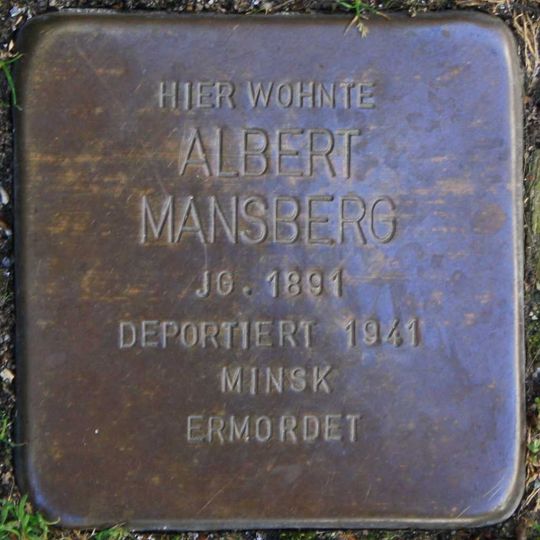 HIER WOHNTE
ALBERT
MANSBERG
JG. 1891
DEPORTIERT 1941
MINSK
ERMORDET